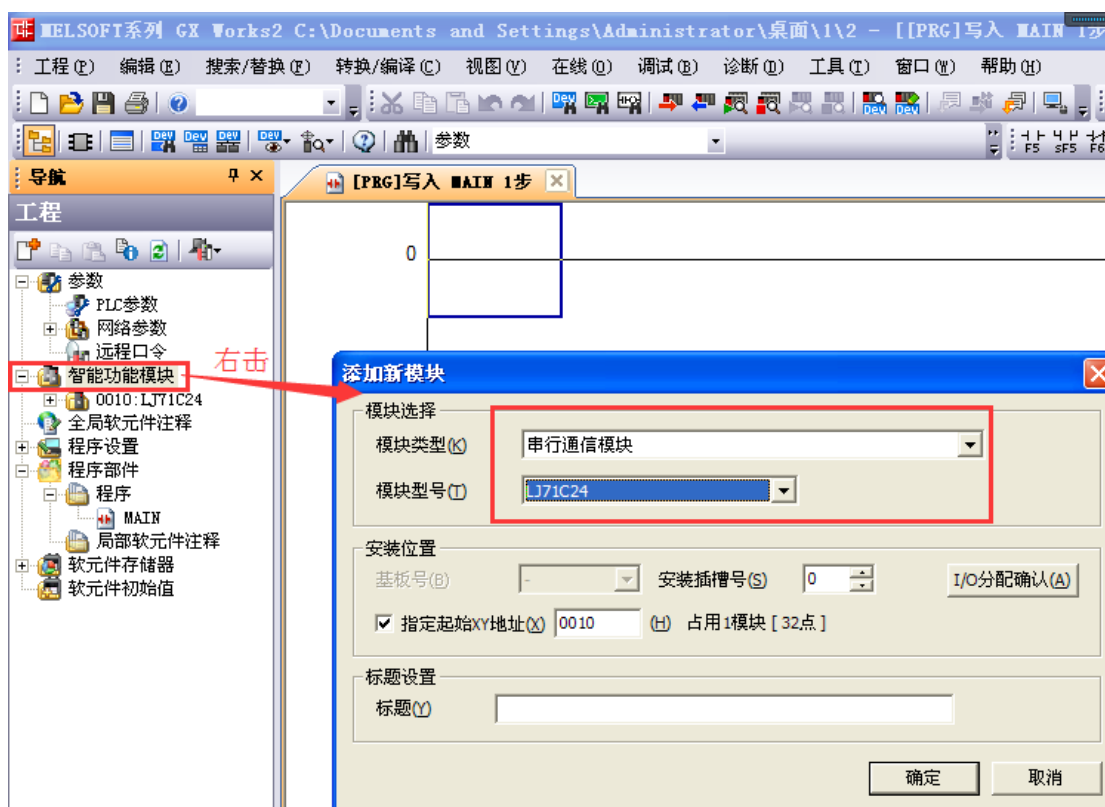 MELSOFT系列 GX Works2 C:\Documents and Settings\Administrator\桌面\1\2 - [[PRG]写入 MAIN 1步
工程(P) 编辑(E) 搜索/替换(F) 转换/编译(C) 视图(V) 在线(O) 调试(B) 诊断(D) 工具(T) 窗口(W) 帮助(H)
参数
F5 sF5 F6
导航
[PRG]写入 MAIN 1步
工程
0
参数
PLC参数
网络参数
远程口令
右击
智能功能模块
0010:LJ71C24
全局软元件注释
程序设置
程序部件
程序
MAIN
局部软元件注释
软元件存储器
软元件初始值
添加新模块
模块选择
模块类型(K) 串行通信模块
模块型号(T) LJ71C24
安装位置
基板号(B) - 安装插槽号(S) 0 I/O分配确认(A)
指定起始XY地址(X) 0010 (H) 占用1模块 [ 32点 ]
标题设置
标题(Y)
确定 取消